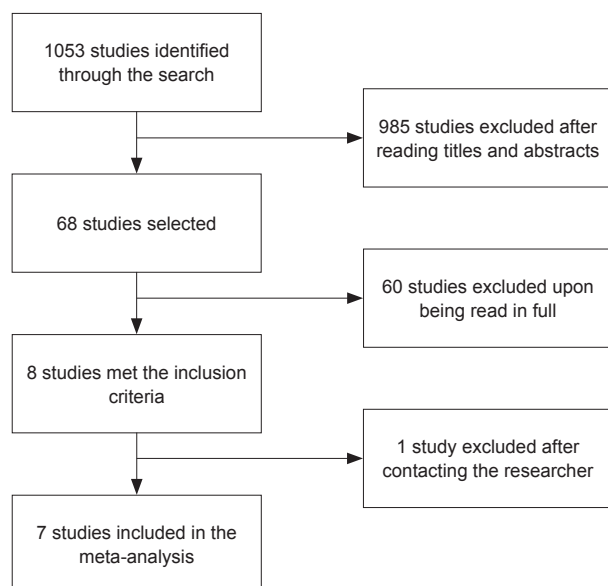 1053 studies identified
through the search
985 studies excluded after
reading titles and abstracts
68 studies selected
60 studies excluded upon
being read in full
8 studies met the inclusion
criteria
1 study excluded after
contacting the researcher
7 studies included in the
meta-analysis